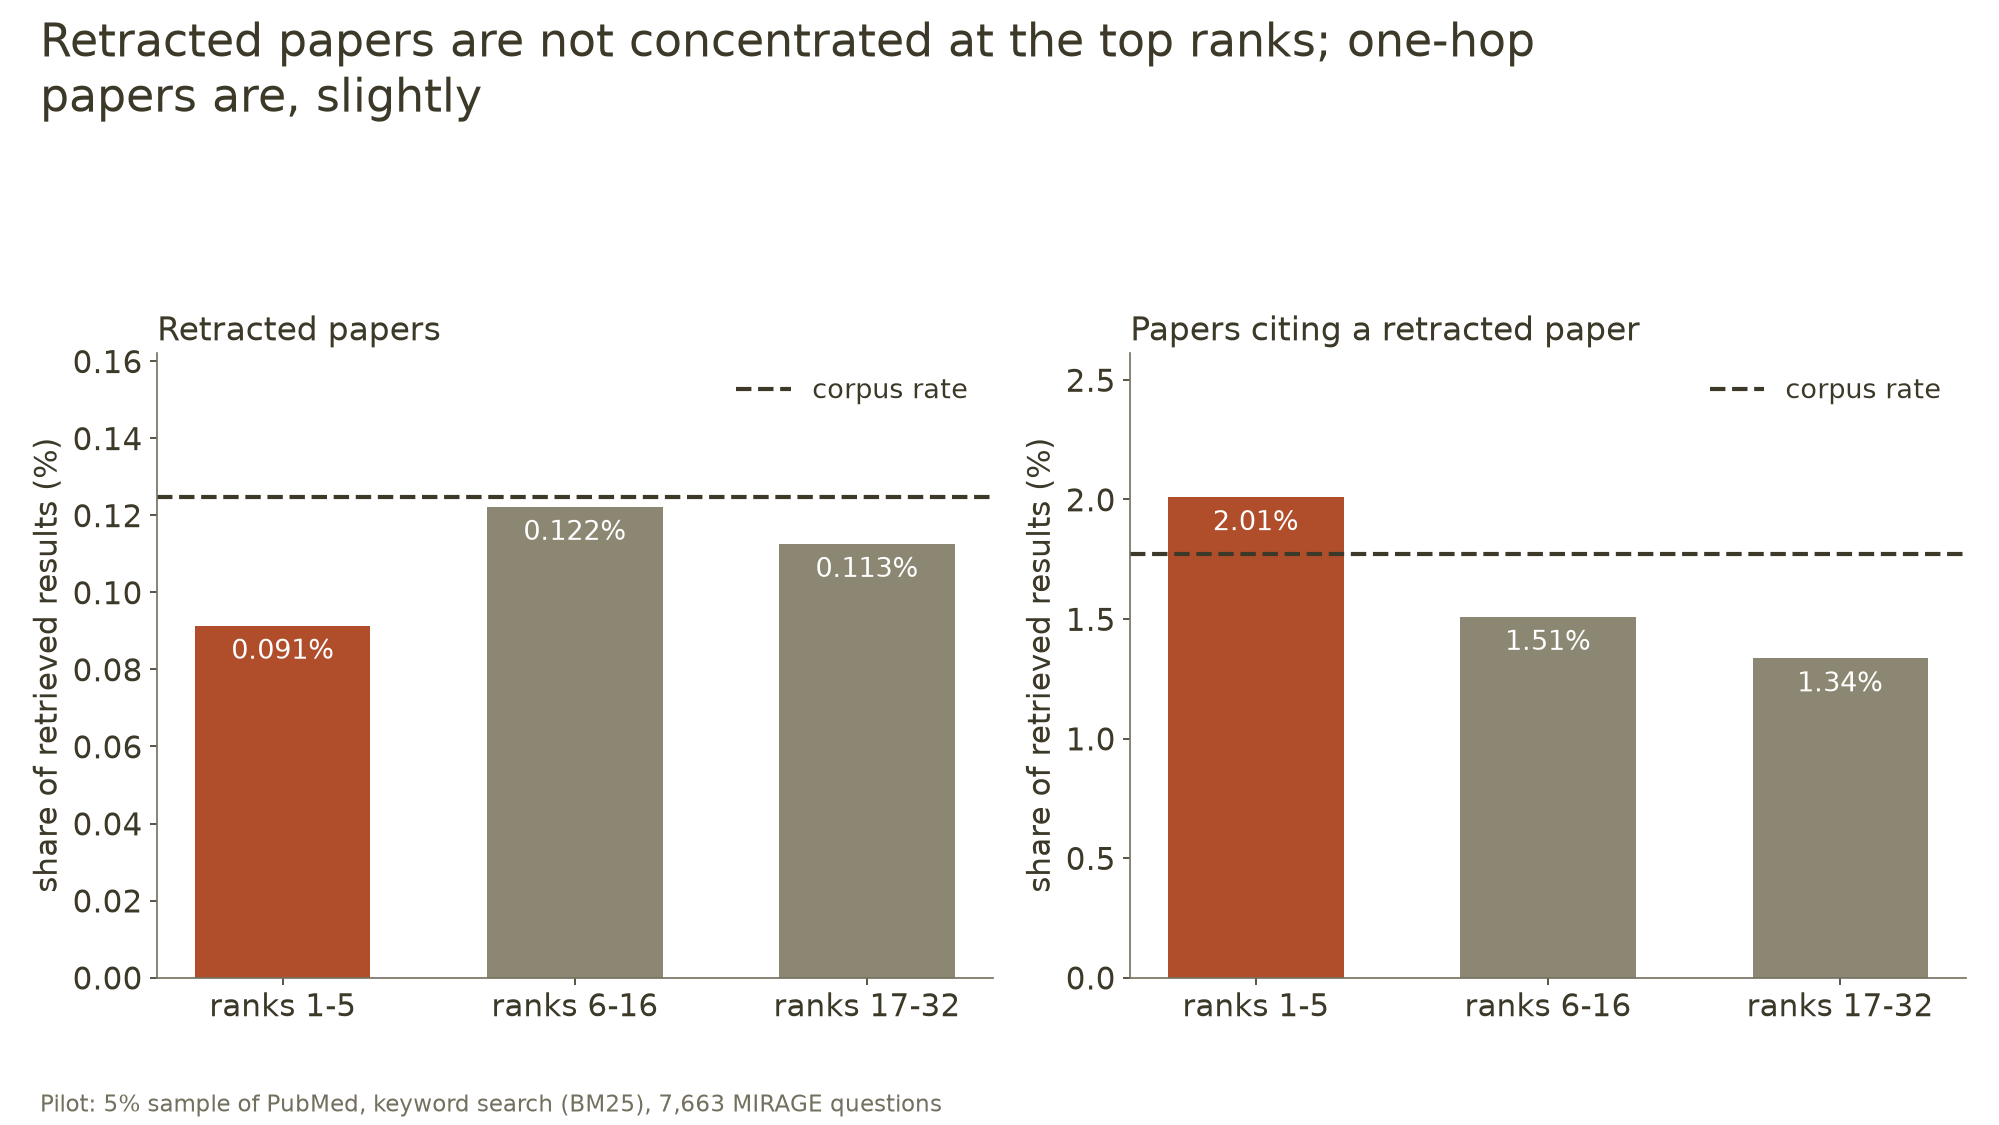 Retracted papers are not concentrated at the top ranks; one-hop
papers are, slightly
Retracted papers
share of retrieved results (%)
0.16
0.14
0.12
0.10
0.08
0.06
0.04
0.02
0.00
corpus rate
0.091%
0.122%
0.113%
ranks 1-5
ranks 6-16
ranks 17-32
Papers citing a retracted paper
share of retrieved results (%)
2.5
2.0
1.5
1.0
0.5
0.0
corpus rate
2.01%
1.51%
1.34%
ranks 1-5
ranks 6-16
ranks 17-32
Pilot: 5% sample of PubMed, keyword search (BM25), 7,663 MIRAGE questions